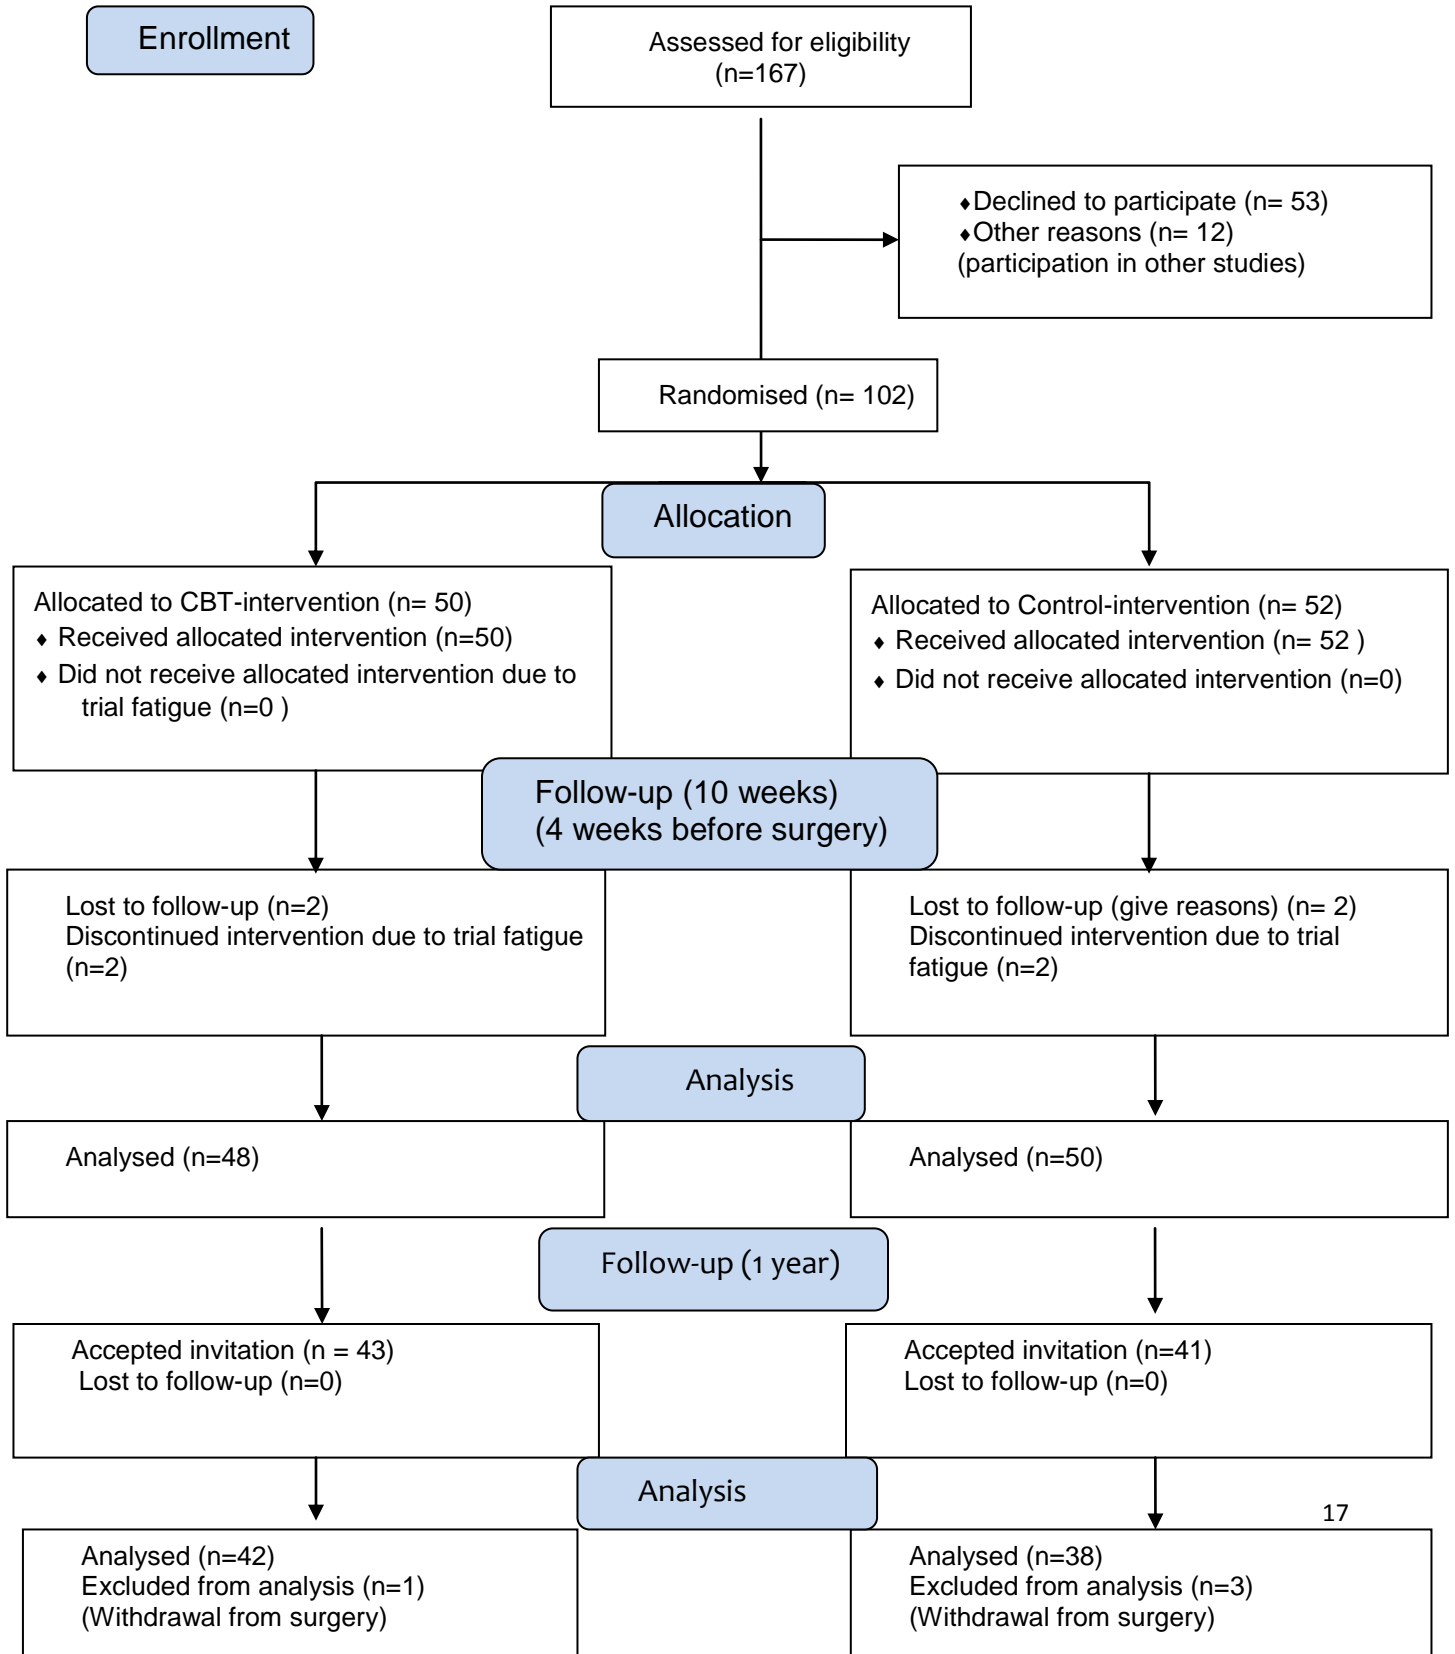 Enrollment
Assessed for eligibility
(n=167)
♦Declined to participate (n= 53)
♦Other reasons (n= 12)
(participation in other studies)
Randomised (n= 102)
Allocation
Allocated to CBT-intervention (n= 50)
♦ Received allocated intervention (n=50)
♦ Did not receive allocated intervention due to
trial fatigue (n=0 )
Allocated to Control-intervention (n= 52)
♦ Received allocated intervention (n= 52 )
♦ Did not receive allocated intervention (n=0)
Follow-up (10 weeks)
(4 weeks before surgery)
Lost to follow-up (n=2)
Discontinued intervention due to trial fatigue
(n=2)
Lost to follow-up (give reasons) (n= 2)
Discontinued intervention due to trial
fatigue (n=2)
Analysis
Analysed (n=48)
Analysed (n=50)
Follow-up (1 year)
Accepted invitation (n = 43)
Lost to follow-up (n=0)
Accepted invitation (n=41)
Lost to follow-up (n=0)
Analysis
17
Analysed (n=42)
Excluded from analysis (n=1)
(Withdrawal from surgery)
Analysed (n=38)
Excluded from analysis (n=3)
(Withdrawal from surgery)